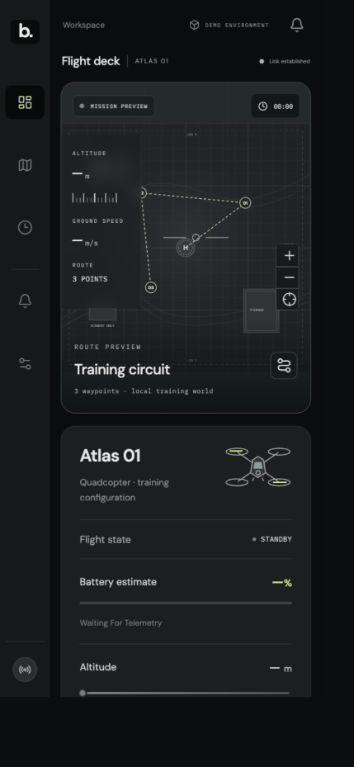 b.
Workspace
DEMO ENVIRONMENT
Flight deck
ATLAS 01
Link established
MISSION PREVIEW
00:00
ALTITUDE
— m
GROUND SPEED
— m/s
ROUTE
3 POINTS
01
H
03
ROUTE PREVIEW
Training circuit
3 waypoints · local training world
Atlas 01
Quadcopter · training
configuration
Flight state
STANDBY
Battery estimate
—%
Waiting For Telemetry
Altitude
— m